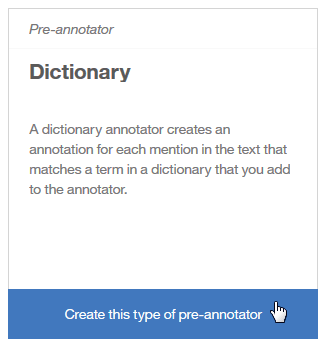 Pre-annotator
Dictionary
A dictionary annotator creates an
annotation for each mention in the text that
matches a term in a dictionary that you add
to the annotator.
Create this type of pre-annotator